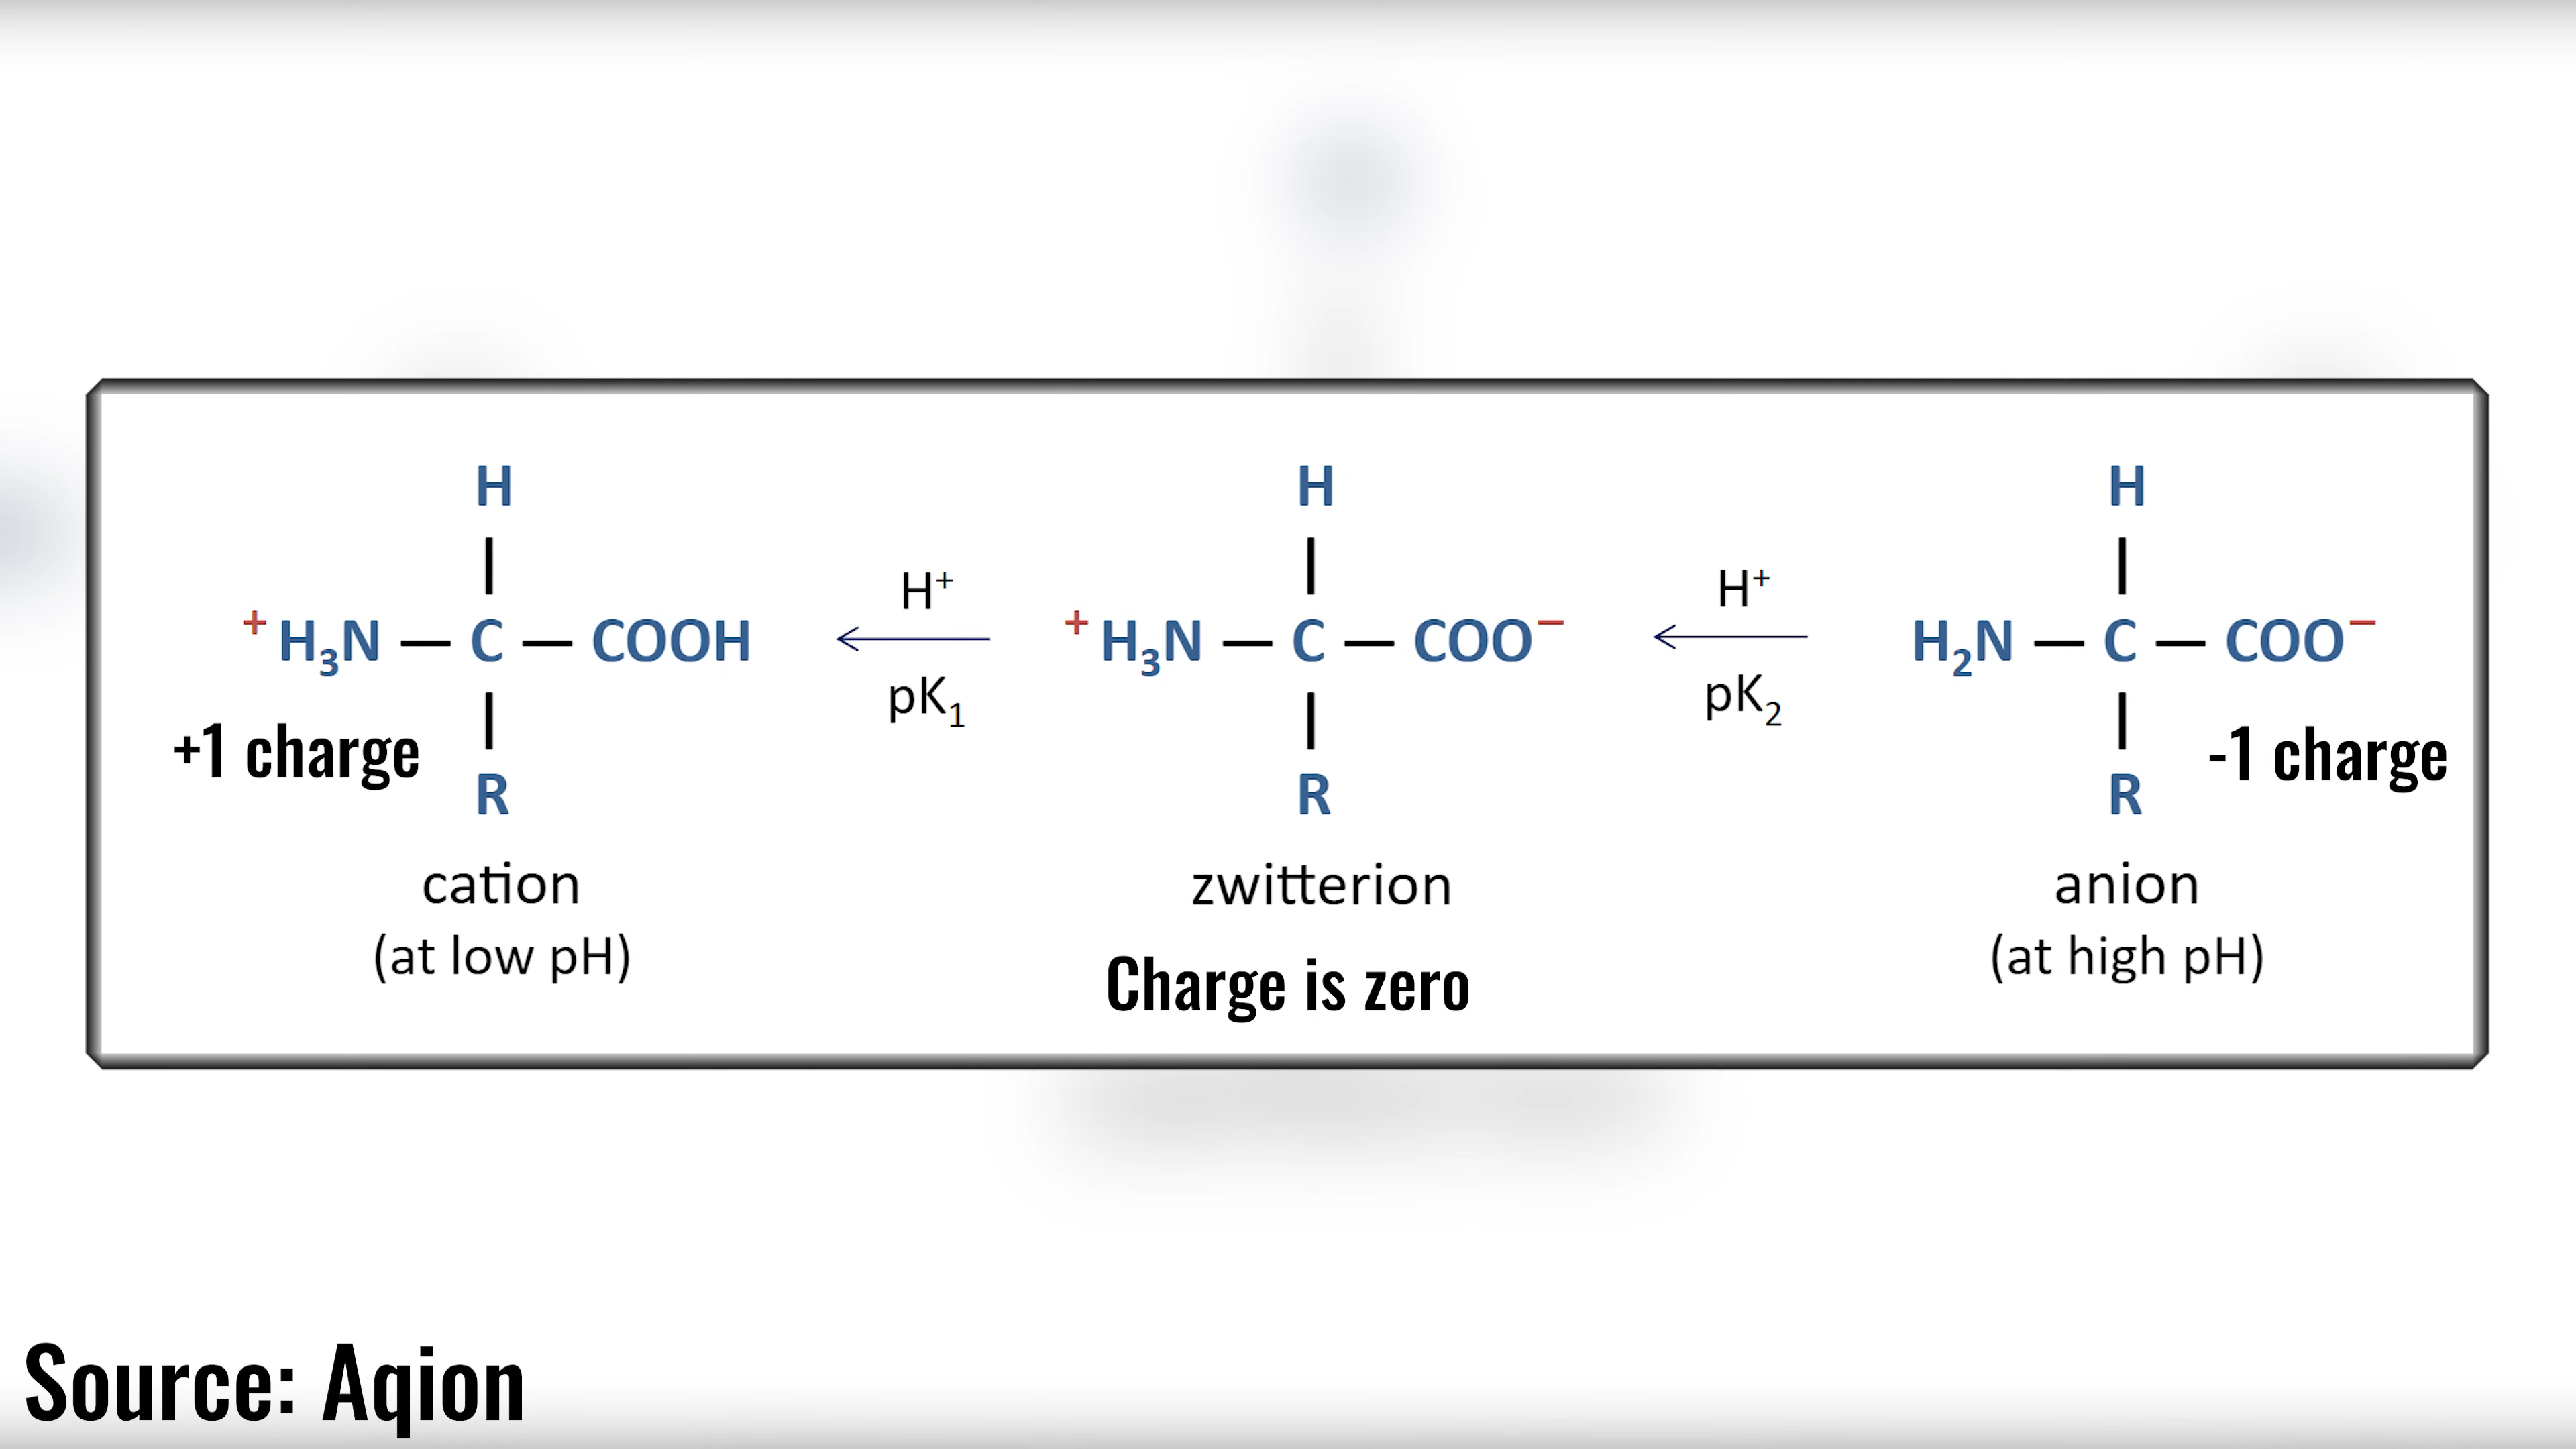 H H H
+H₃N — C — COOH H⁺ pK₁ +H₃N — C — COO⁻ H⁺ pK₂ H₂N — C — COO⁻
R R R
+1 charge -1 charge
cation zwitterion anion
(at low pH) Charge is zero (at high pH)
Source: Aqion